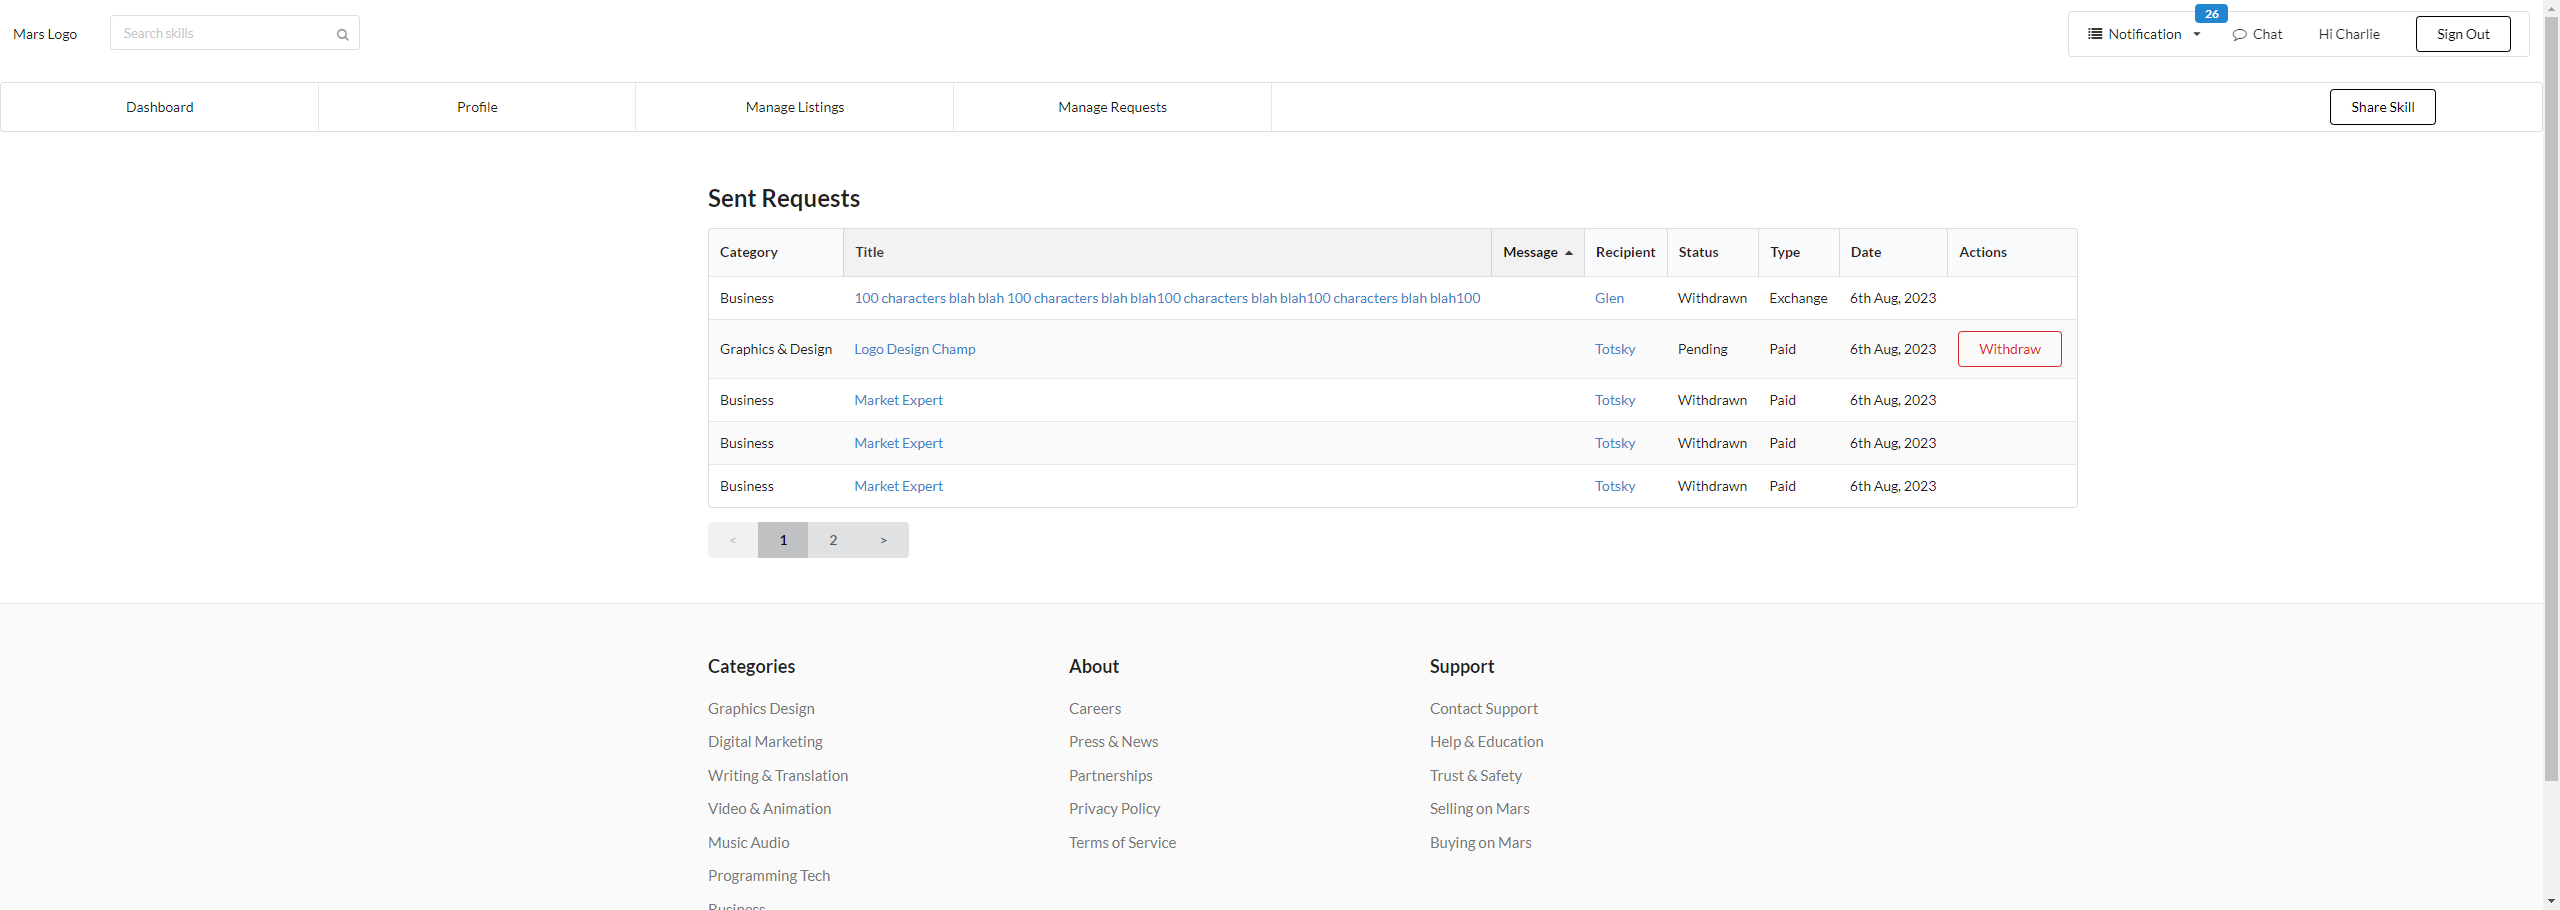 26
Mars Logo Search skills Notification Chat Hi Charlie Sign Out
Dashboard Profile Manage Listings Manage Requests Share Skill
Sent Requests
Category Title Message Recipient Status Type Date Actions
Business 100 characters blah blah 100 characters blah blah100 characters blah blah100 characters blah blah100 Glen Withdrawn Exchange 6th Aug, 2023
Graphics & Design Logo Design Champ Totsky Pending Paid 6th Aug, 2023 Withdraw
Business Market Expert Totsky Withdrawn Paid 6th Aug, 2023
Business Market Expert Totsky Withdrawn Paid 6th Aug, 2023
Business Market Expert Totsky Withdrawn Paid 6th Aug, 2023
< 1 2 >
Categories About Support
Graphics Design Careers Contact Support
Digital Marketing Press & News Help & Education
Writing & Translation Partnerships Trust & Safety
Video & Animation Privacy Policy Selling on Mars
Music Audio Terms of Service Buying on Mars
Programming Tech
Business